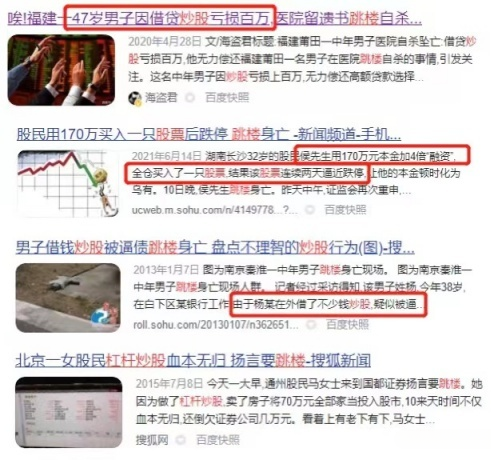 唉!福建一47岁男子因借贷炒股亏损百万,医院留遗书跳楼自杀...
2020年4月28日 文/海盗君标题 福建莆田一中年男子医院自杀坠亡:借贷炒
股亏损百万,他无力偿还福建莆田一名男子在医院跳楼自杀的事情,引发关
注。这名中年男子因炒股亏损上百万,无力偿还高额贷款选择...
海盗君 百度快照
股民用170万买入一只股票后跌停 跳楼身亡 -新闻频道-手机...
2021年6月14日 湖南长沙32岁的股民侯先生用170万元本金加4倍“融资”,
全仓买入了一只股票,结果该股票连续两天逼近跌停,让他的本金顿时化为
乌有。10日晚,侯先生跳楼身亡。昨天中午,证监会再次重申,...
ucweb.m.sohu.com/s/4149778...?... 百度快照
男子借钱炒股被逼债跳楼身亡 盘点不理智的炒股行为(图)-搜...
2013年1月7日 图为南京秦淮一中年男子跳楼身亡现场。 图为南京秦淮一中
年男子跳楼身亡现场人群。 记者经过采访得知 该男子姓杨,今年38岁,
在白下区某银行工作,由于杨某在外借了不少钱炒股,疑似被逼...
roll.sohu.com/20130107/n362651... 百度快照
北京一女股民杠杆炒股血本无归 扬言要跳楼-搜狐新闻
2015年7月8日 今天一大早,通州股民马女士来到国都证券扬言要跳楼。她
因为做了杠杆炒股,卖了房子将70万元全部家当投入股市,10来天时间不仅
血本无归,还倒欠证券公司几万元。看着上有老下有下,马女士...
搜狐网 百度快照